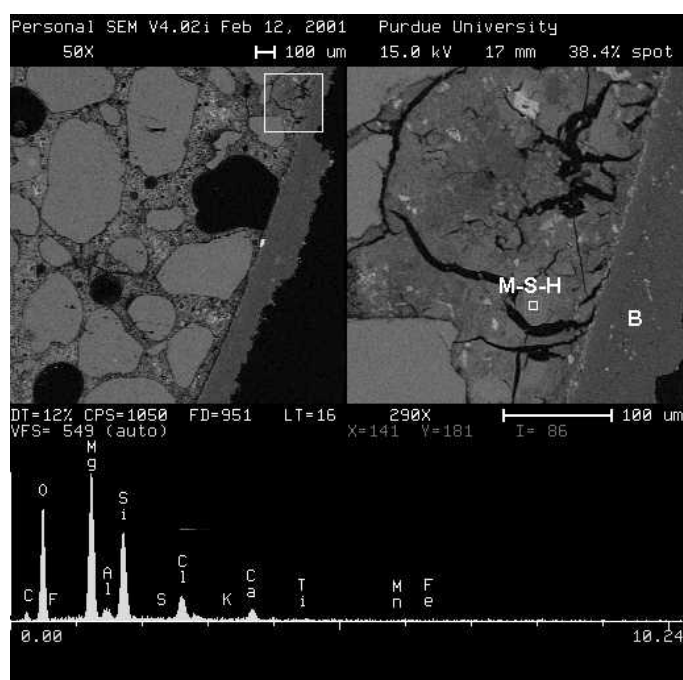 Personal SEM V4.02i Feb 12, 2001 Purdue University
50X 100 um 15.0 kV 17 mm 38.4% spot
M-S-H
B
DT=12% CPS=1050 FD=951 LT=16 290X 100 um
VFS= 549 (auto) X=141 Y=181 I= 86
Mg
O
Si
Al
Cl
Ca
Ti
Mn
Fe
C F S K
0.00 10.24